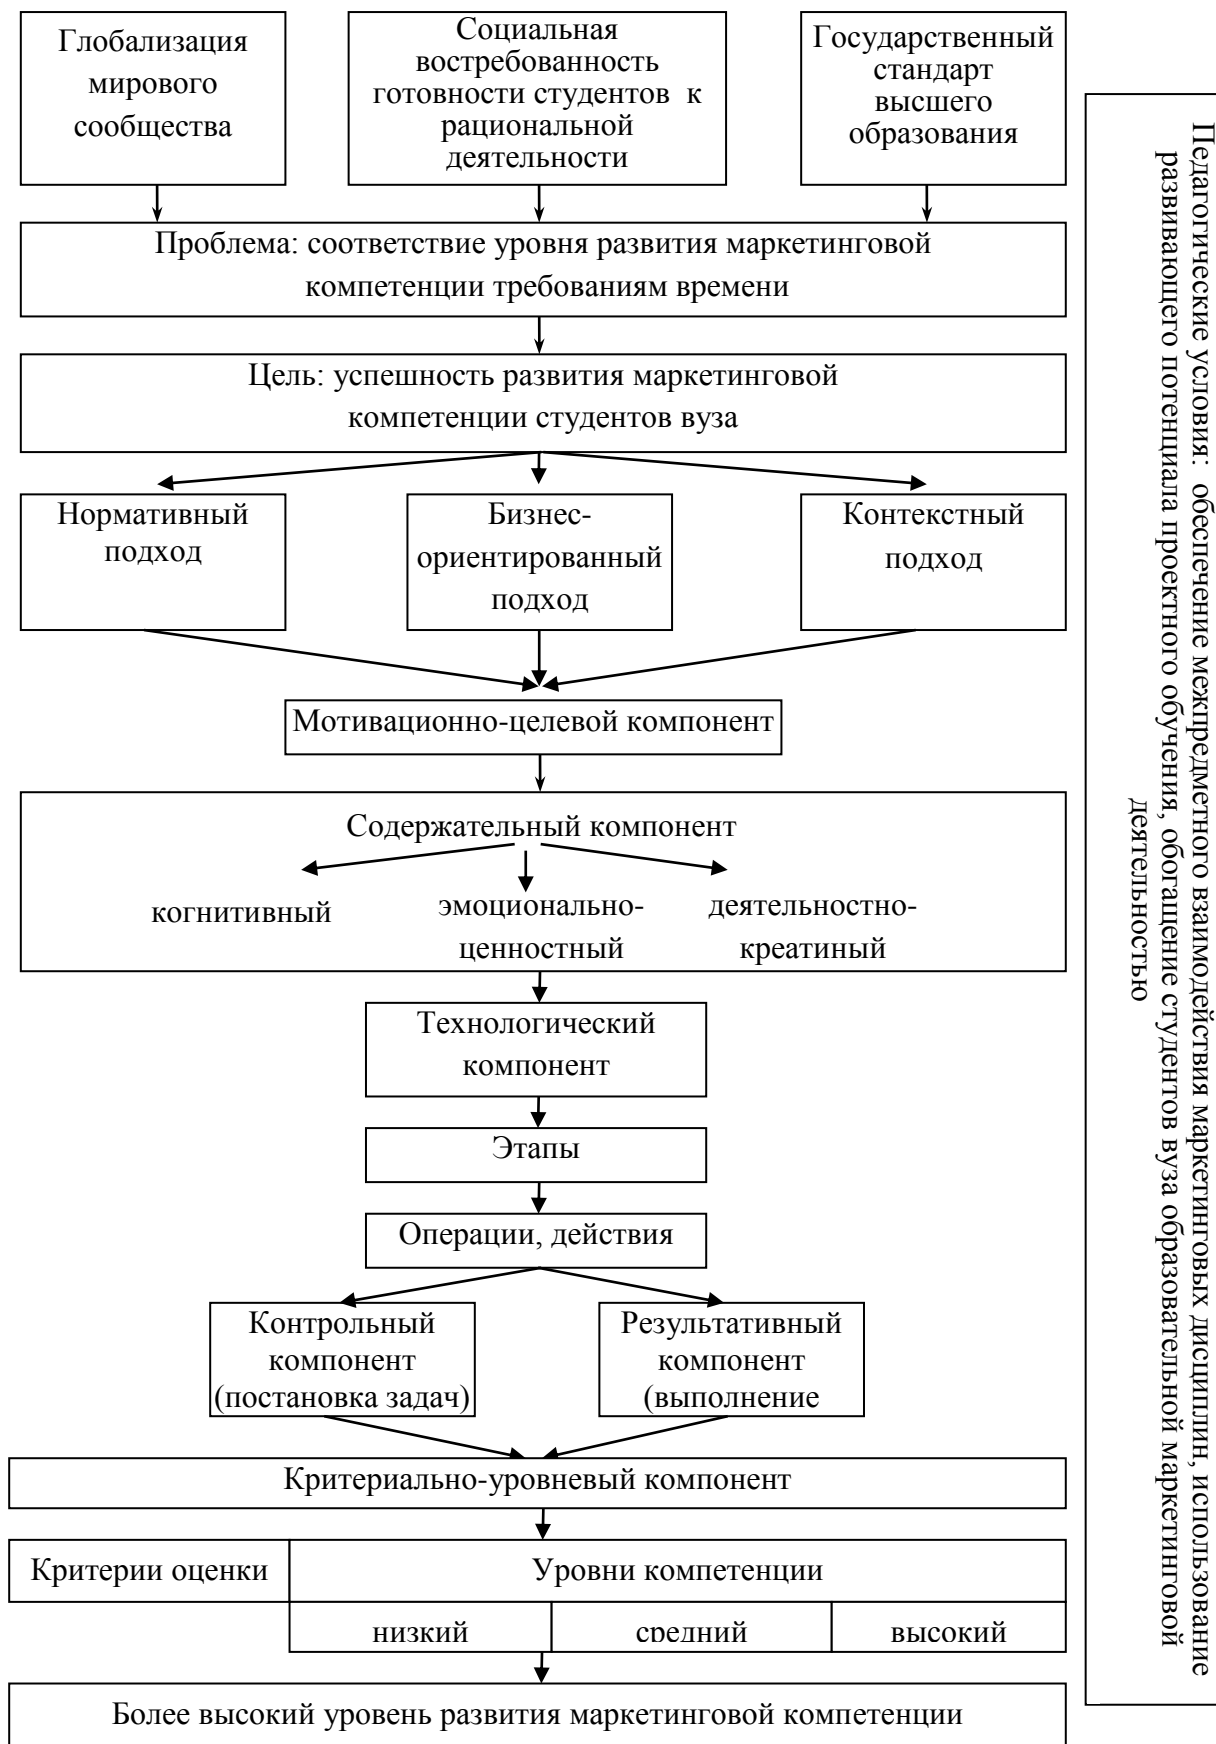 Глобализация
мирового
сообщества
Социальная
востребованность
готовности студентов к
рациональной
деятельности
Государственный
стандарт
высшего
образования
Проблема: соответствие уровня развития маркетинговой
компетенции требованиям времени
Цель: успешность развития маркетинговой
компетенции студентов вуза
Нормативный
подход
Бизнес-
ориентированный
подход
Контекстный
подход
Мотивационно-целевой компонент
Содержательный компонент
когнитивный
эмоционально-
ценностный
деятельностно-
креатиный
Технологический
компонент
Этапы
Операции, действия
Контрольный
компонент
(постановка задач)
Результативный
компонент
(выполнение
Критериально-уровневый компонент
Критерии оценки
Уровни компетенции
низкий
средний
высокий
Более высокий уровень развития маркетинговой компетенции
Педагогические условия: обеспечение межпредметного взаимодействия маркетинговых дисциплин, использование
развивающего потенциала проектного обучения, обогащение студентов вуза образовательной маркетинговой
деятельностью